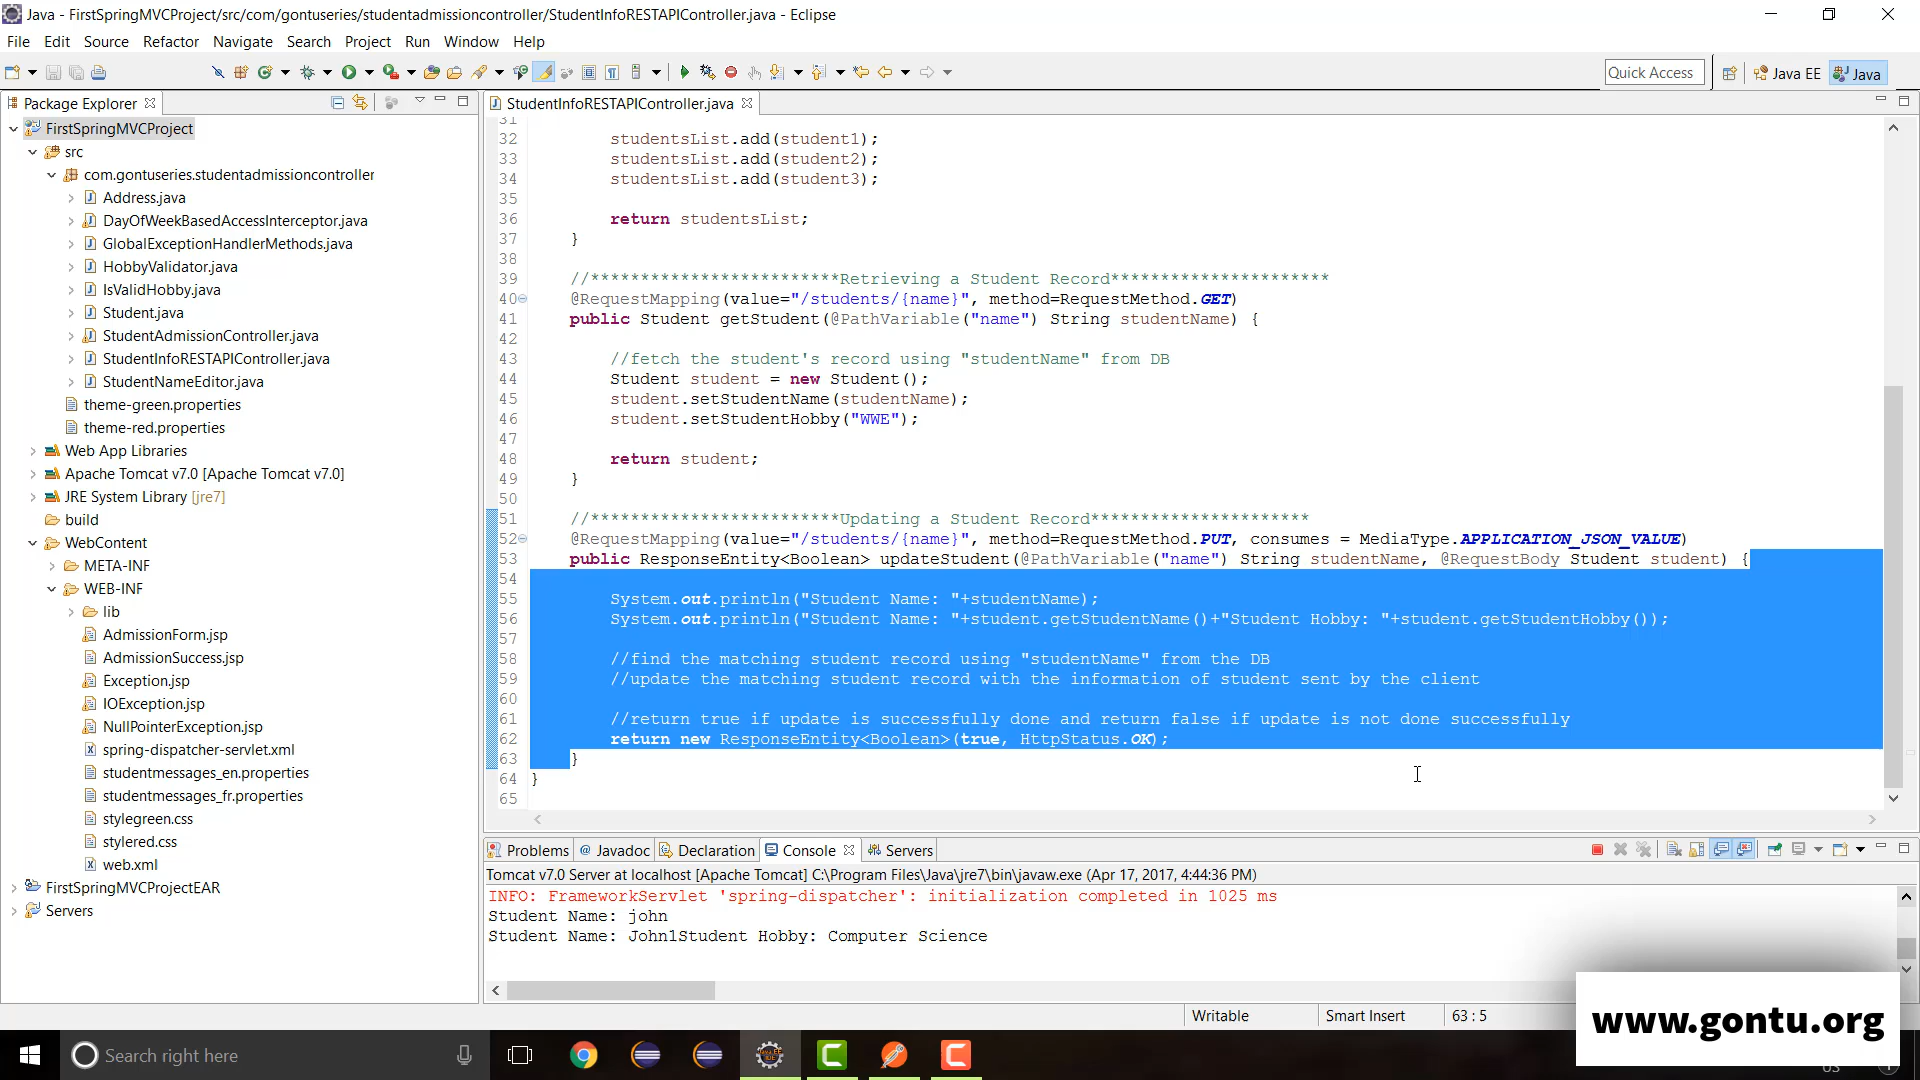 Java - FirstSpringMVCProject/src/com/gontuseries/studentadmissioncontroller/StudentInfoRESTAPIController.java - Eclipse
File Edit Source Refactor Navigate Search Project Run Window Help
Quick Access Java EE Java
Package Explorer
FirstSpringMVCProject
src
com.gontuseries.studentadmissioncontroller
Address.java
DayOfWeekBasedAccessInterceptor.java
GlobalExceptionHandlerMethods.java
HobbyValidator.java
IsValidHobby.java
Student.java
StudentAdmissionController.java
StudentInfoRESTAPIController.java
StudentNameEditor.java
theme-green.properties
theme-red.properties
Web App Libraries
Apache Tomcat v7.0 [Apache Tomcat v7.0]
JRE System Library [jre7]
build
WebContent
META-INF
WEB-INF
lib
AdmissionForm.jsp
AdmissionSuccess.jsp
Exception.jsp
IOException.jsp
NullPointerException.jsp
spring-dispatcher-servlet.xml
studentmessages_en.properties
studentmessages_fr.properties
stylegreen.css
stylered.css
web.xml
FirstSpringMVCProjectEAR
Servers
StudentInfoRESTAPIController.java
31
32 studentsList.add(student1);
33 studentsList.add(student2);
34 studentsList.add(student3);
35
36 return studentsList;
37 }
38
39 //*************************Retrieving a Student Record**********************
40 @RequestMapping(value="/students/{name}", method=RequestMethod.GET)
41 public Student getStudent(@PathVariable("name") String studentName) {
42
43 //fetch the student's record using "studentName" from DB
44 Student student = new Student();
45 student.setStudentName(studentName);
46 student.setStudentHobby("WWE");
47
48 return student;
49 }
50
51 //*************************Updating a Student Record**********************
52 @RequestMapping(value="/students/{name}", method=RequestMethod.PUT, consumes = MediaType.APPLICATION_JSON_VALUE)
53 public ResponseEntity<Boolean> updateStudent(@PathVariable("name") String studentName, @RequestBody Student student) {
54
55 System.out.println("Student Name: "+studentName);
56 System.out.println("Student Name: "+student.getStudentName()+"Student Hobby: "+student.getStudentHobby());
57
58 //find the matching student record using "studentName" from the DB
59 //update the matching student record with the information of student sent by the client
60
61 //return true if update is successfully done and return false if update is not done successfully
62 return new ResponseEntity<Boolean>(true, HttpStatus.OK);
63 }
64 }
65
Problems Javadoc Declaration Console Servers
Tomcat v7.0 Server at localhost [Apache Tomcat] C:\Program Files\Java\jre7\bin\javaw.exe (Apr 17, 2017, 4:44:36 PM)
INFO: FrameworkServlet 'spring-dispatcher': initialization completed in 1025 ms
Student Name: john
Student Name: John1Student Hobby: Computer Science
Writable Smart Insert 63 : 5
www.gontu.org
Search right here